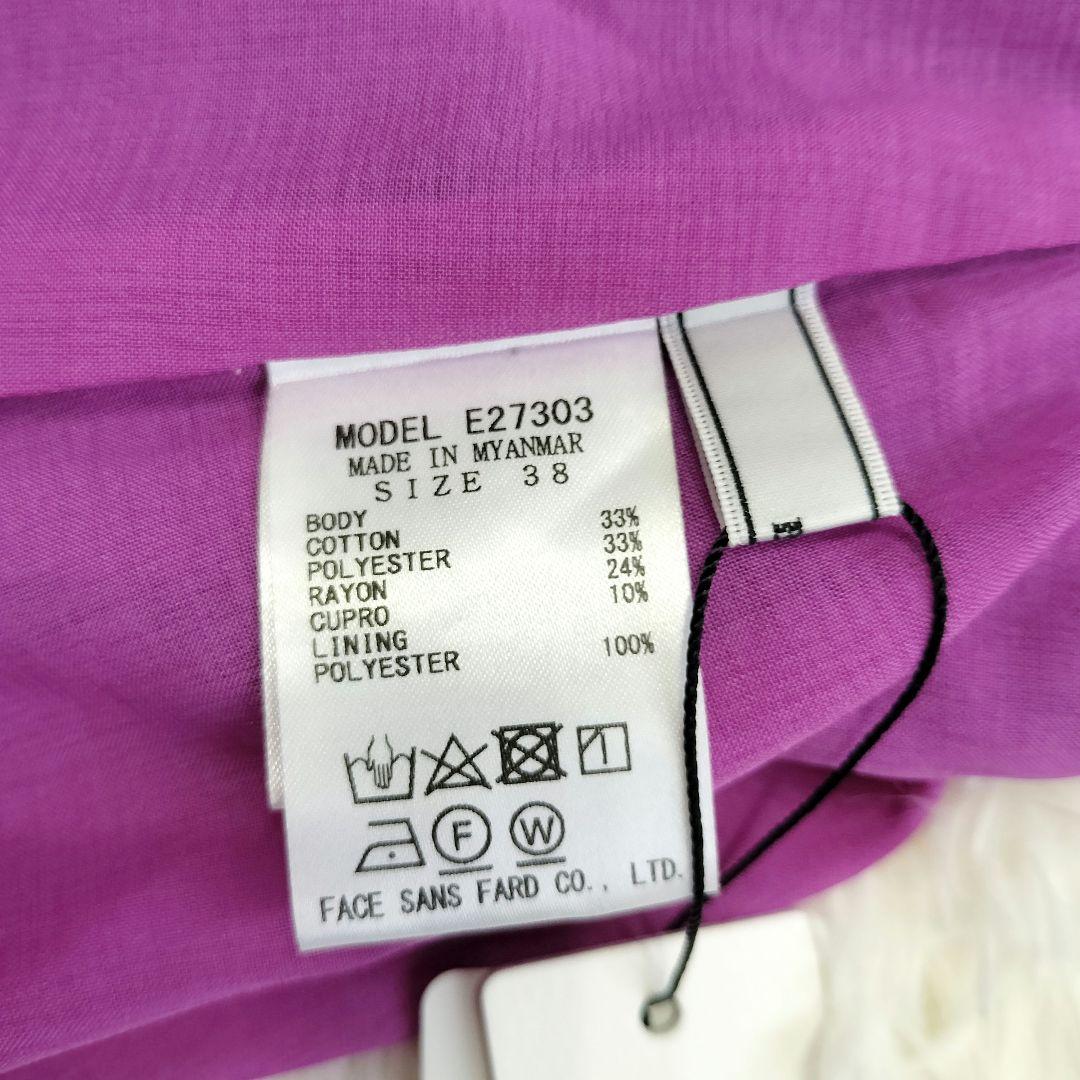 MODEL E27303
MADE IN MYANMAR
SIZE 38
BODY
COTTON 33%
POLYESTER 33%
RAYON 24%
CUPRO 10%
LINING
POLYESTER 100%
F W
FACE SANS FARD CO., LTD.